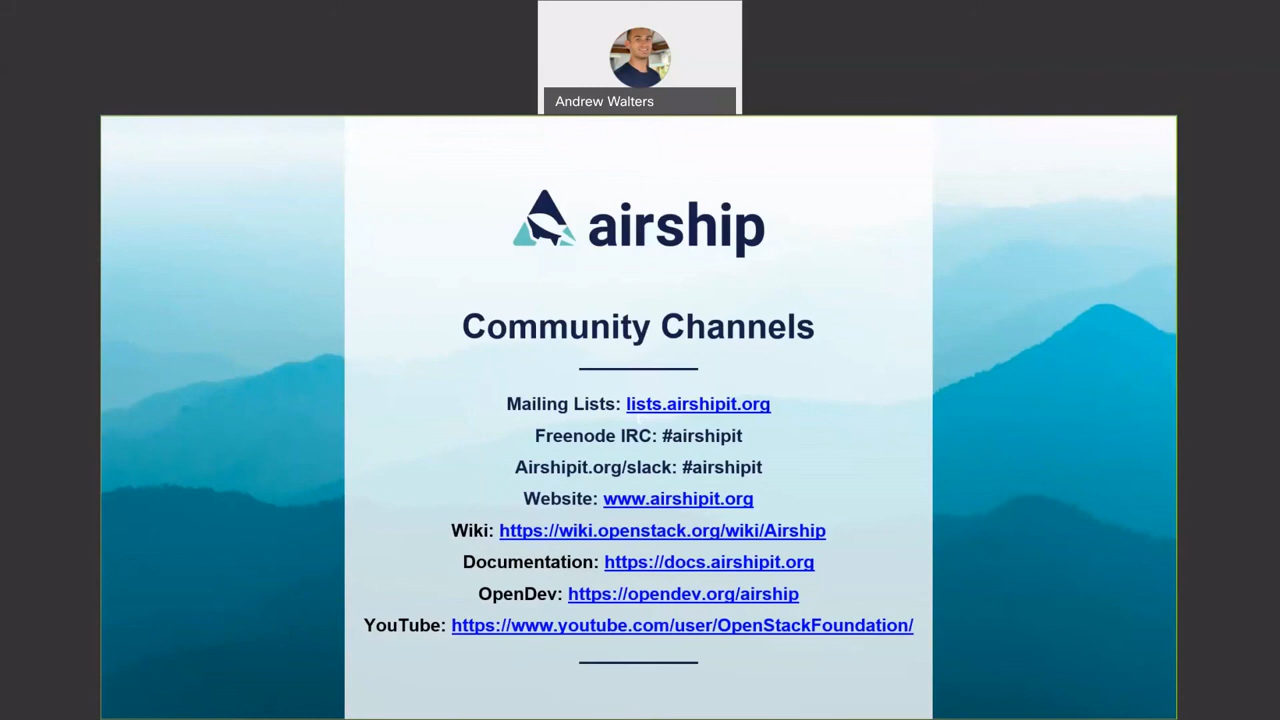 Andrew Walters
airship
Community Channels
Mailing Lists: lists.airshipit.org
Freenode IRC: #airshipit
Airshipit.org/slack: #airshipit
Website: www.airshipit.org
Wiki: https://wiki.openstack.org/wiki/Airship
Documentation: https://docs.airshipit.org
OpenDev: https://opendev.org/airship
YouTube: https://www.youtube.com/user/OpenStackFoundation/